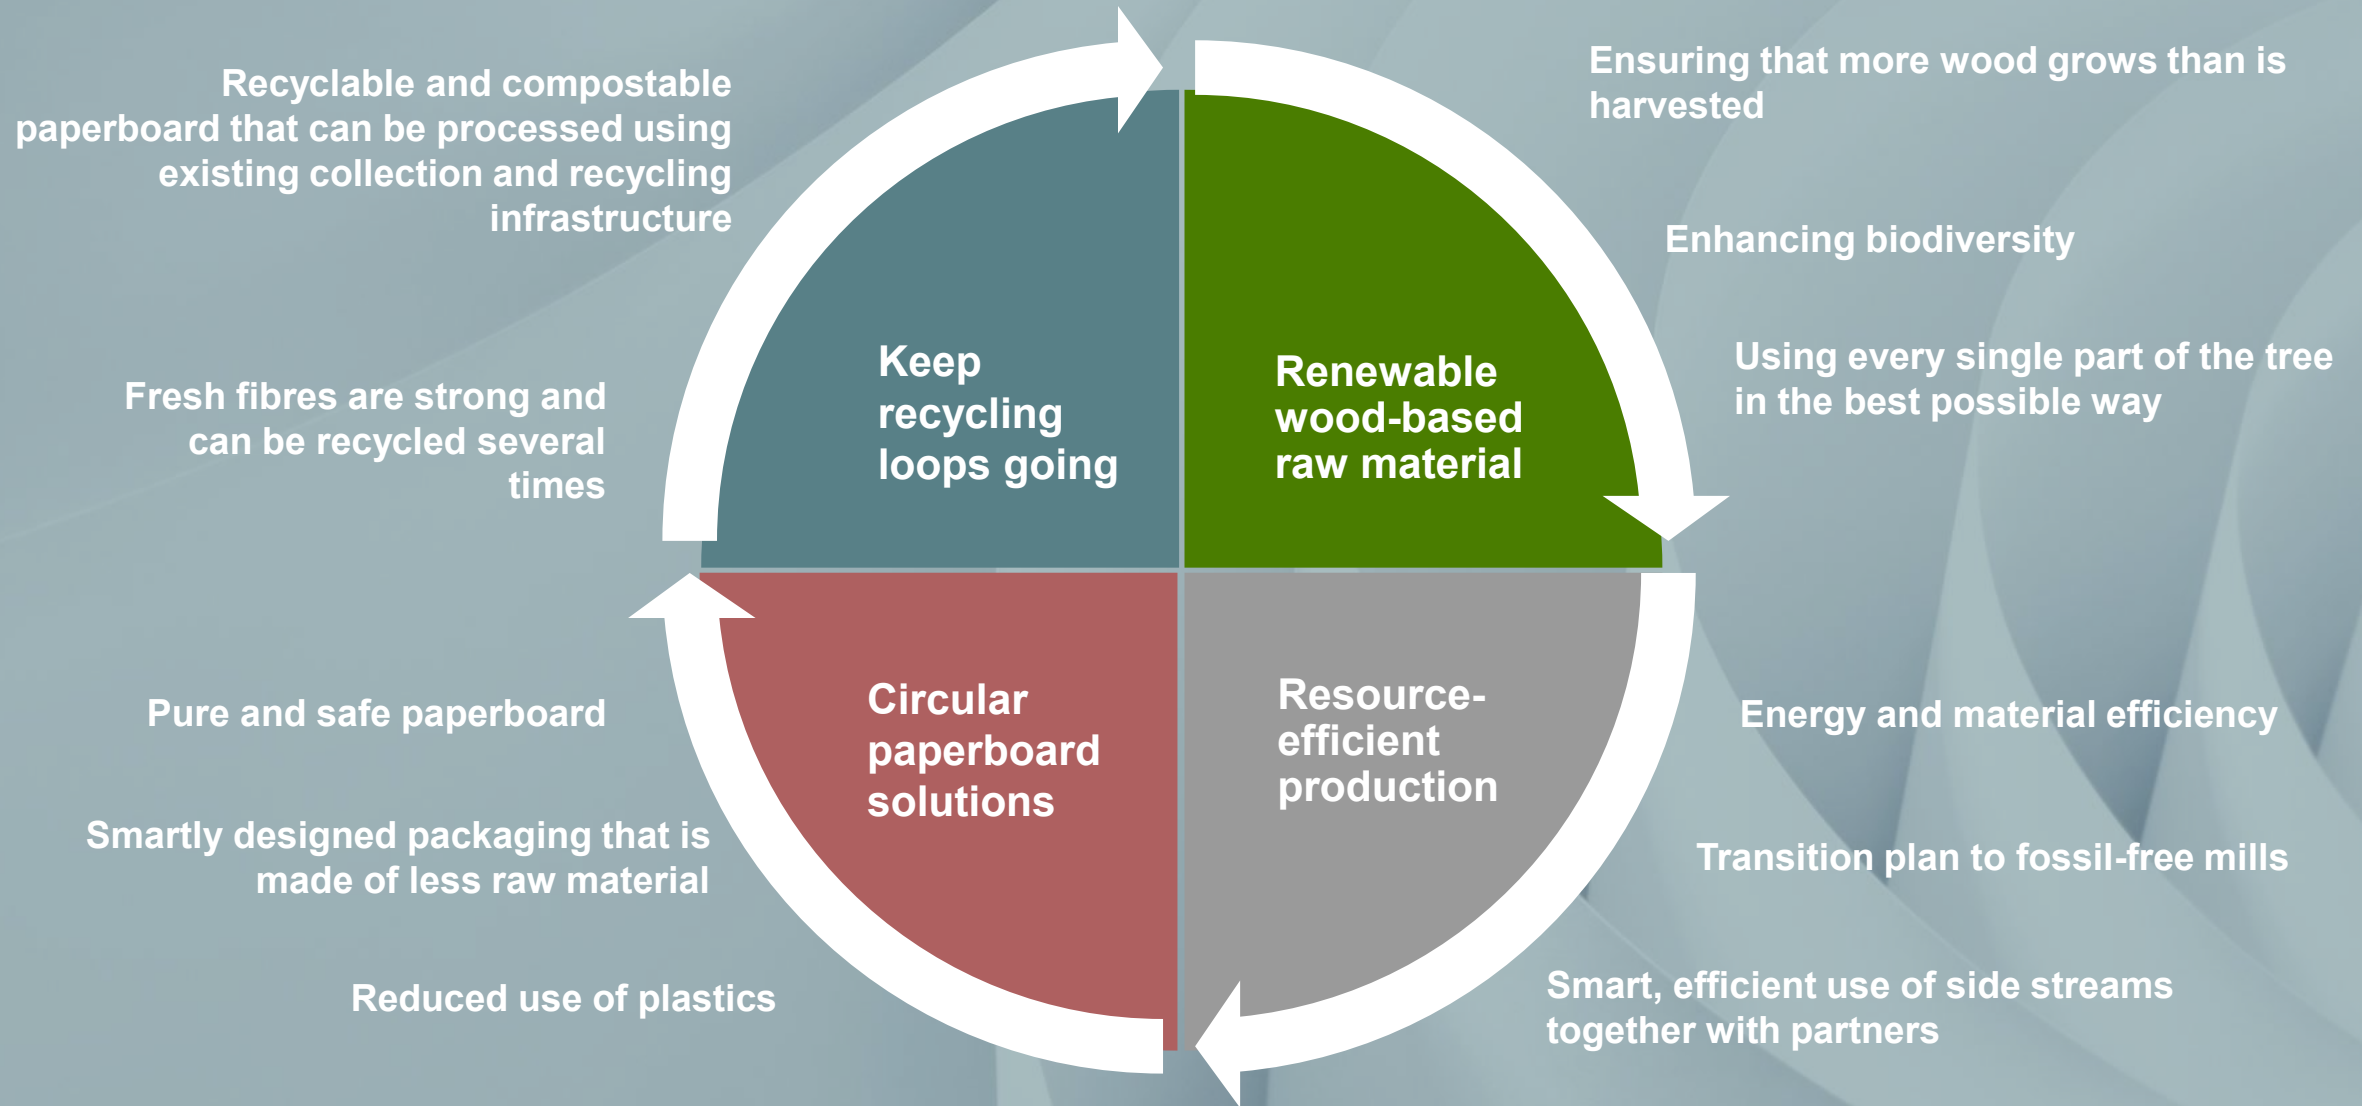 Recyclable and compostable
paperboard that can be processed using
existing collection and recycling
infrastructure
Fresh fibres are strong and
can be recycled several
times
Keep
recycling
loops going
Renewable
wood-based
raw material
Ensuring that more wood grows than is
harvested
Enhancing biodiversity
Using every single part of the tree
in the best possible way
Pure and safe paperboard
Smartly designed packaging that is
made of less raw material
Reduced use of plastics
Circular
paperboard
solutions
Resource-
efficient
production
Energy and material efficiency
Transition plan to fossil-free mills
Smart, efficient use of side streams
together with partners